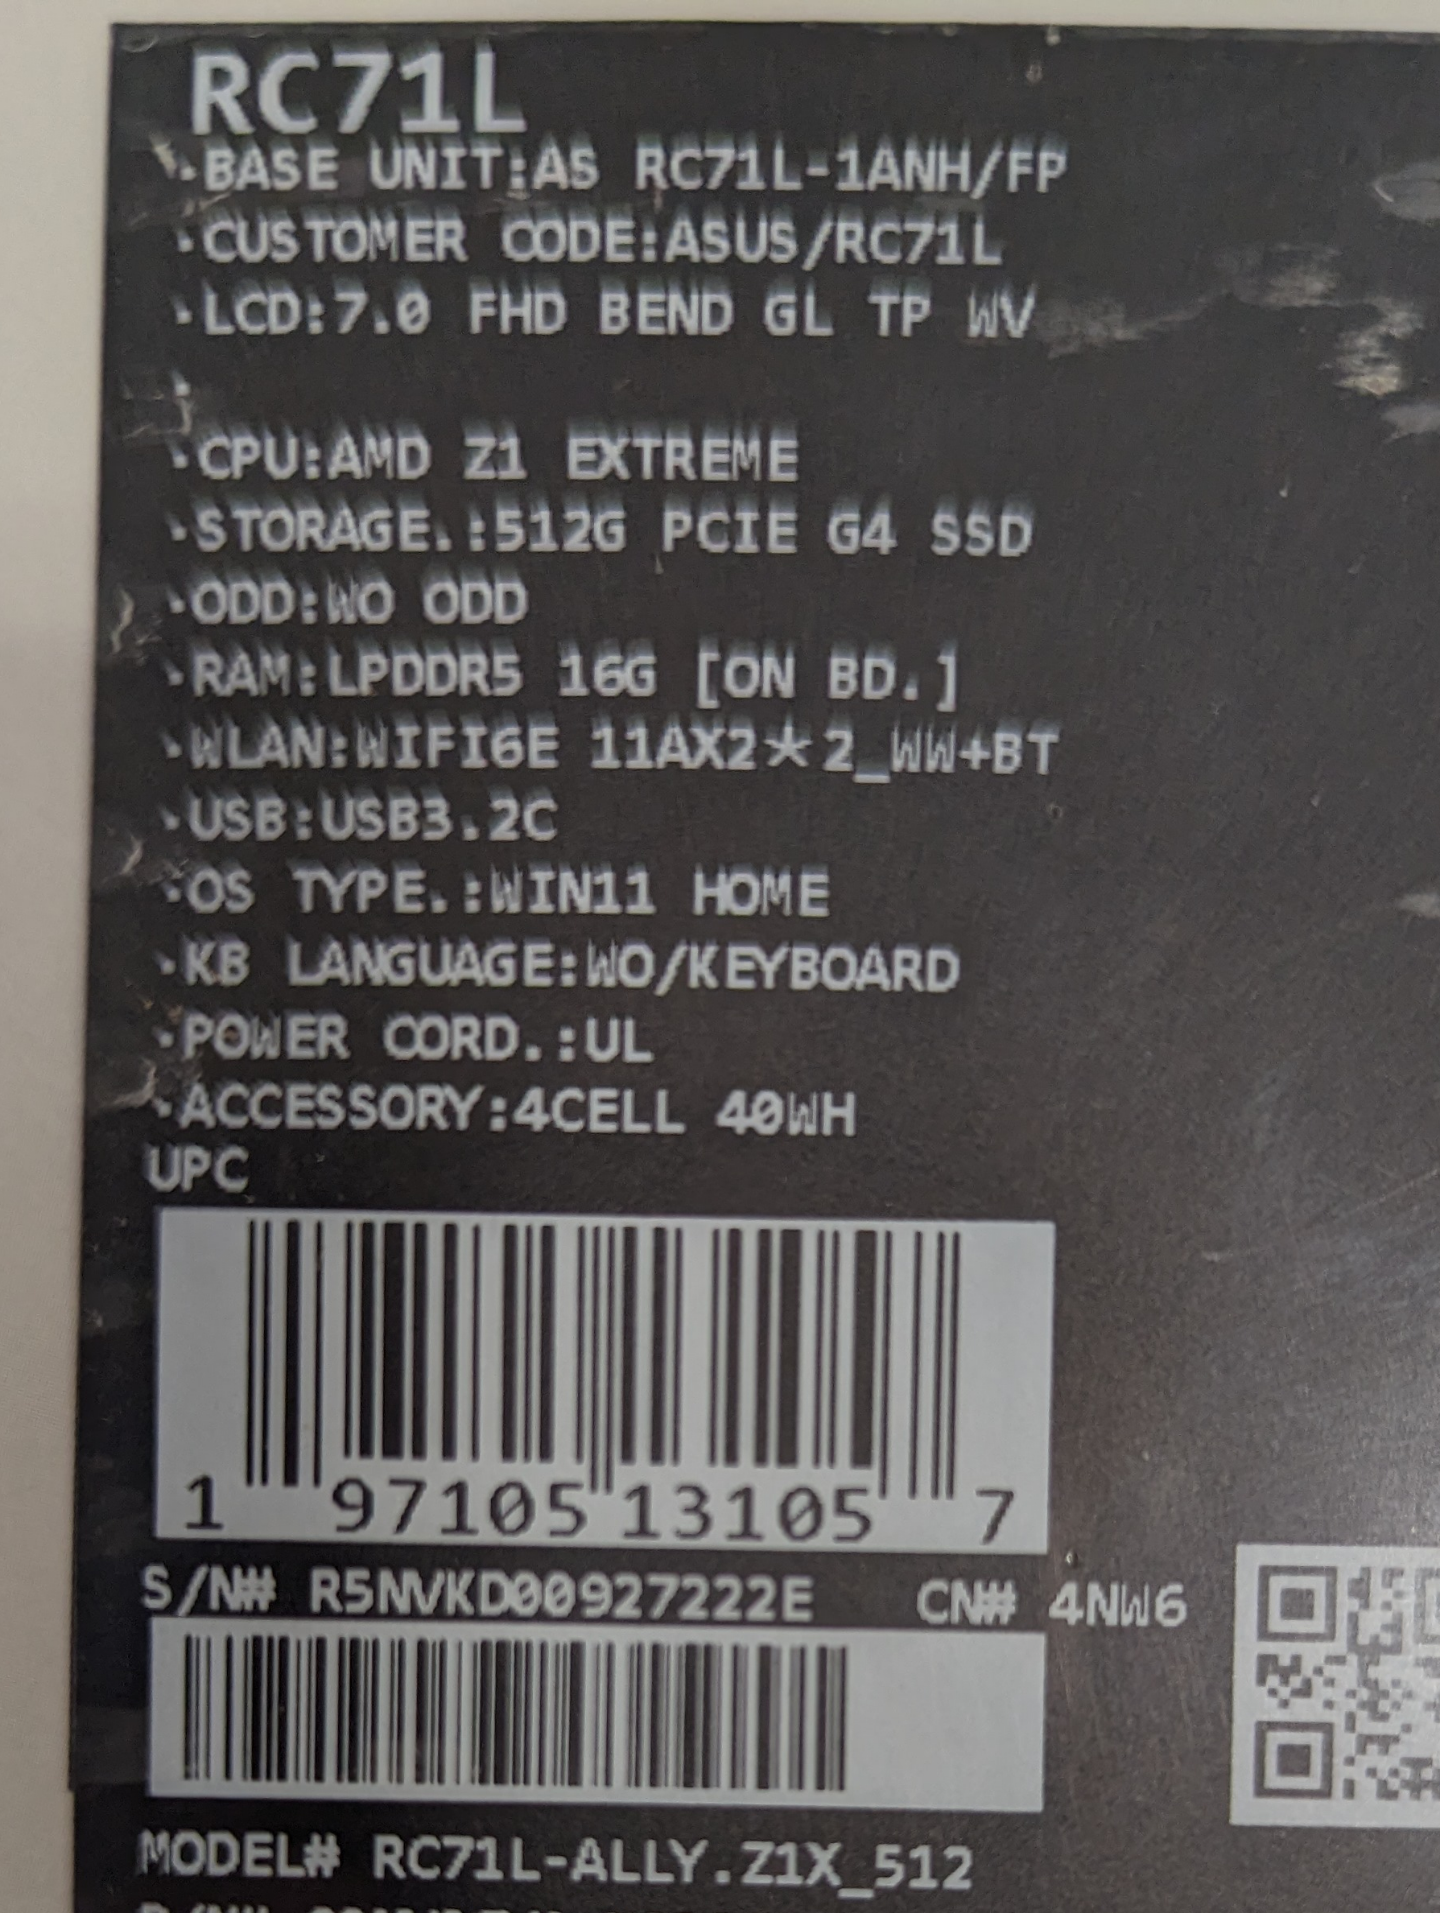 RC71L
·BASE UNIT:AS RC71L-1ANH/FP
·CUSTOMER CODE:ASUS/RC71L
·LCD:7.0 FHD BEND GL TP WV
·
·CPU:AMD Z1 EXTREME
·STORAGE.:512G PCIE G4 SSD
·ODD:WO ODD
·RAM:LPDDR5 16G [ON BD.]
·WLAN:WIFI6E 11AX2*2_WW+BT
·USB:USB3.2C
·OS TYPE.:WIN11 HOME
·KB LANGUAGE:WO/KEYBOARD
·POWER CORD.:UL
·ACCESSORY:4CELL 40WH
UPC
1 97105 13105 7
S/N# R5NVKD00927222E CN# 4NW6
MODEL# RC71L-ALLY.Z1X_512